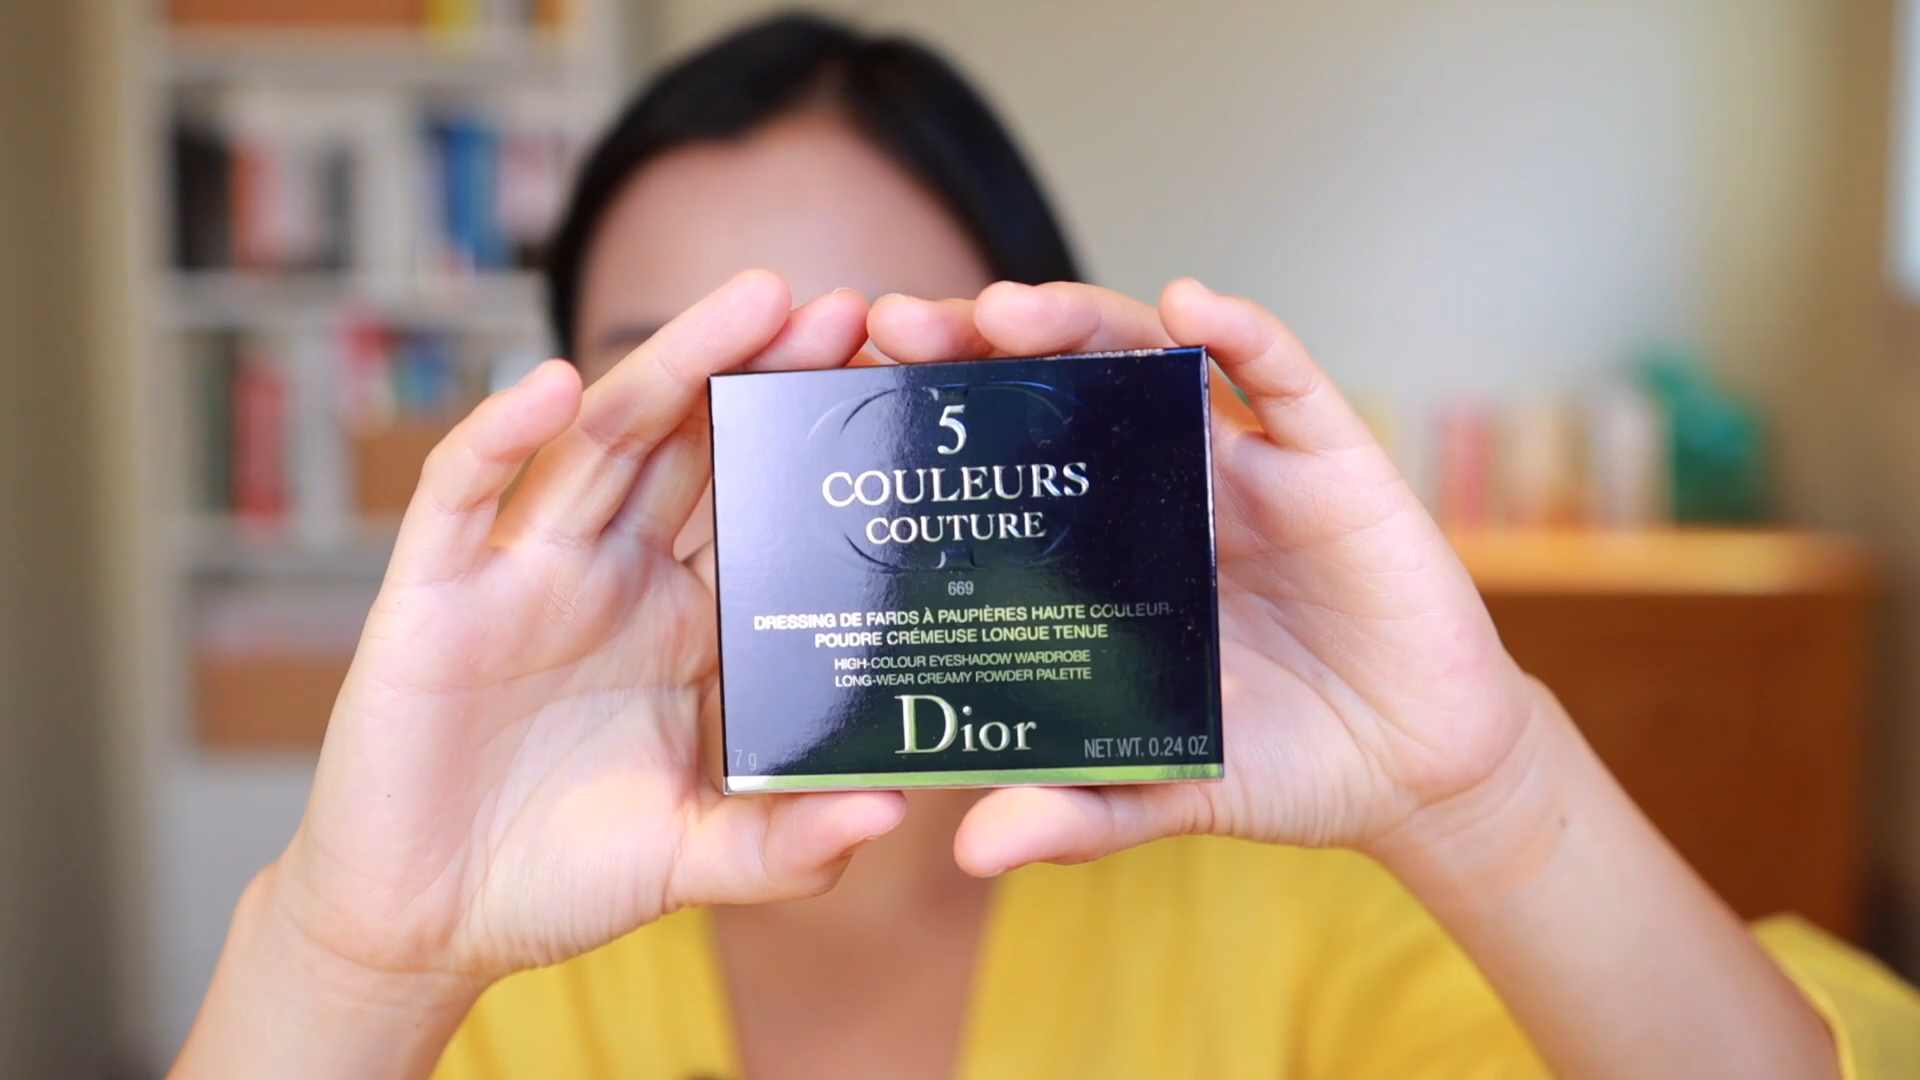 5
COULEURS
COUTURE
669
DRESSING DE FARDS À PAUPIÈRES HAUTE COULEUR-
POUDRE CRÉMEUSE LONGUE TENUE
HIGH-COLOUR EYESHADOW WARDROBE
LONG-WEAR CREAMY POWDER PALETTE
Dior
7 g
NET.WT. 0.24 OZ